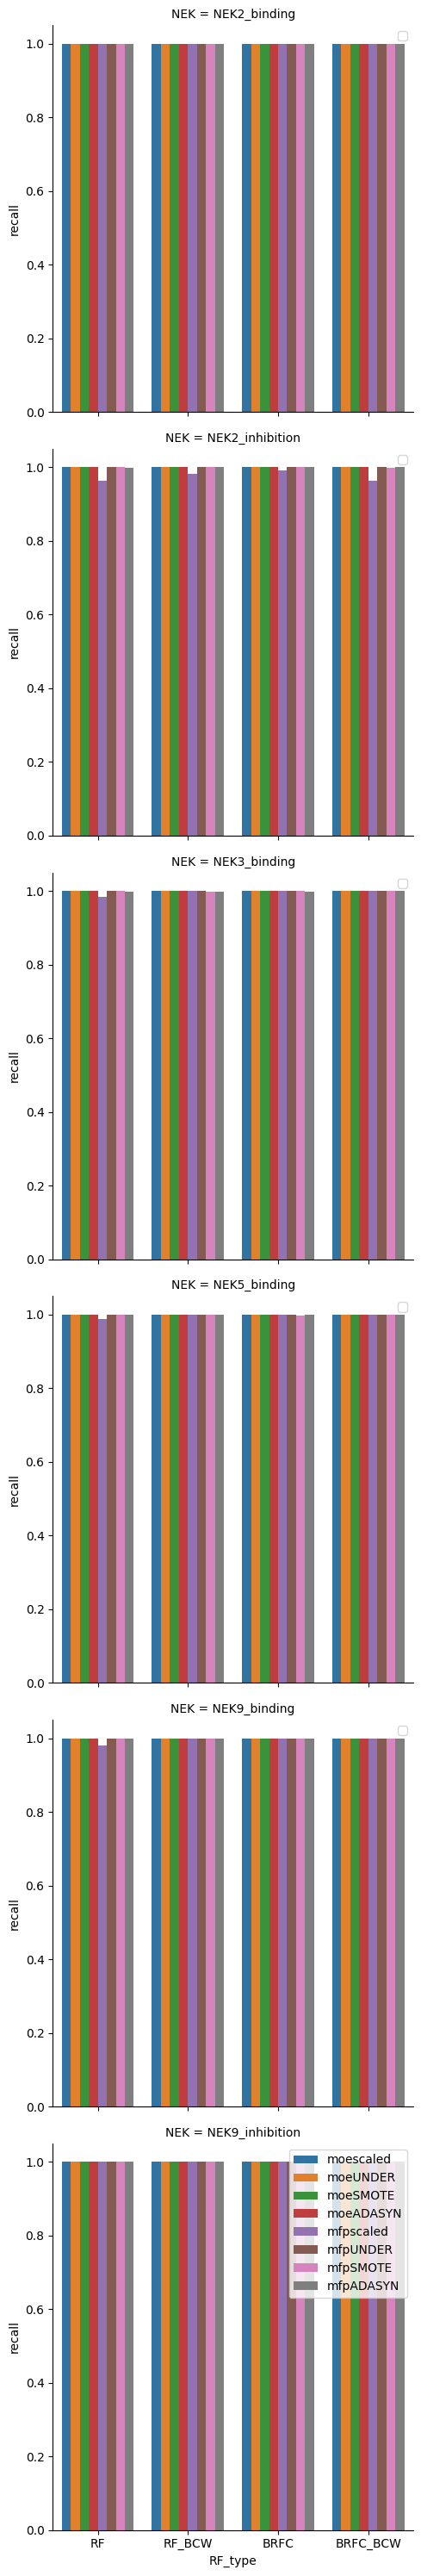 NEK = NEK2_binding
1.0
0.8
0.6
0.4
0.2
0.0
recall
NEK = NEK2_inhibition
1.0
0.8
0.6
0.4
0.2
0.0
recall
NEK = NEK3_binding
1.0
0.8
0.6
0.4
0.2
0.0
recall
NEK = NEK5_binding
1.0
0.8
0.6
0.4
0.2
0.0
recall
NEK = NEK9_binding
1.0
0.8
0.6
0.4
0.2
0.0
recall
NEK = NEK9_inhibition
1.0
0.8
0.6
0.4
0.2
0.0
recall
moescaled
moeUNDER
moeSMOTE
moeADASYN
mfpscaled
mfpUNDER
mfpSMOTE
mfpADASYN
RF RF_BCW BRFC BRFC_BCW
RF_type